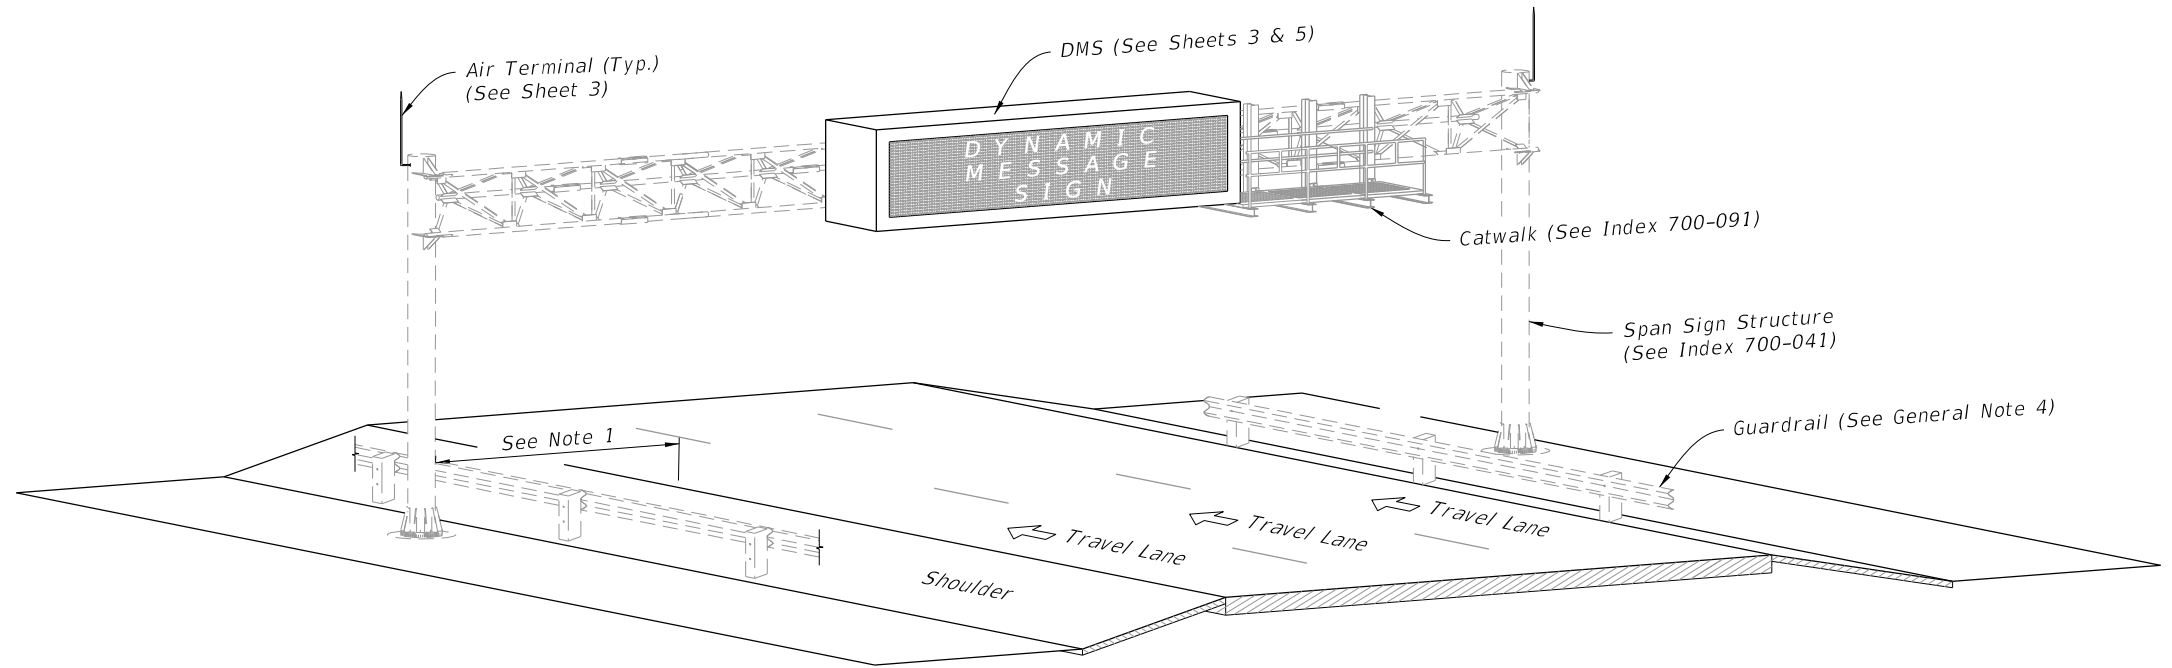 DMS (See Sheets 3 & 5)
Air Terminal (Typ.)
(See Sheet 3)
DYNAMIC
MESSAGE
SIGN
Catwalk (See Index 700-091)
Span Sign Structure
(See Index 700-041)
Guardrail (See General Note 4)
See Note 1
Travel Lane
Travel Lane
Travel Lane
Shoulder